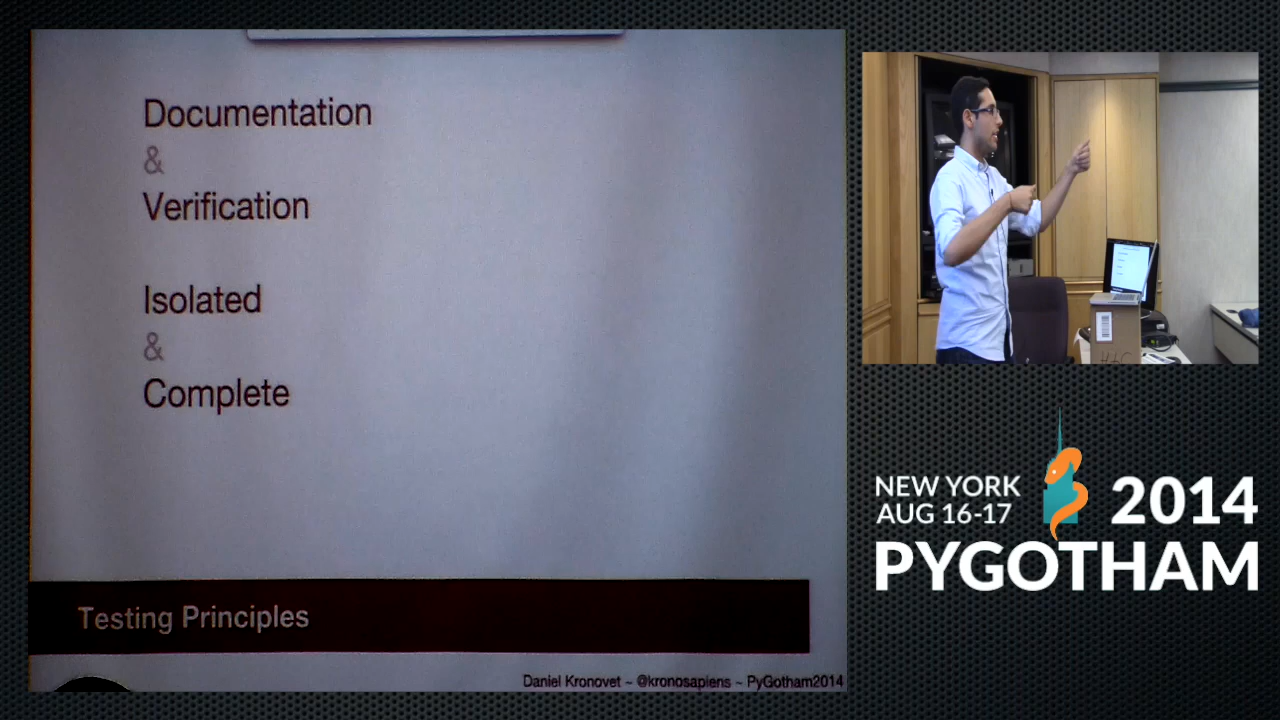 Documentation
&
Verification
Isolated
&
Complete
Testing Principles
Daniel Kronovet ~ @kronosapiens ~ PyGotham2014
NEW YORK
AUG 16-17
2014
PYGOTHAM